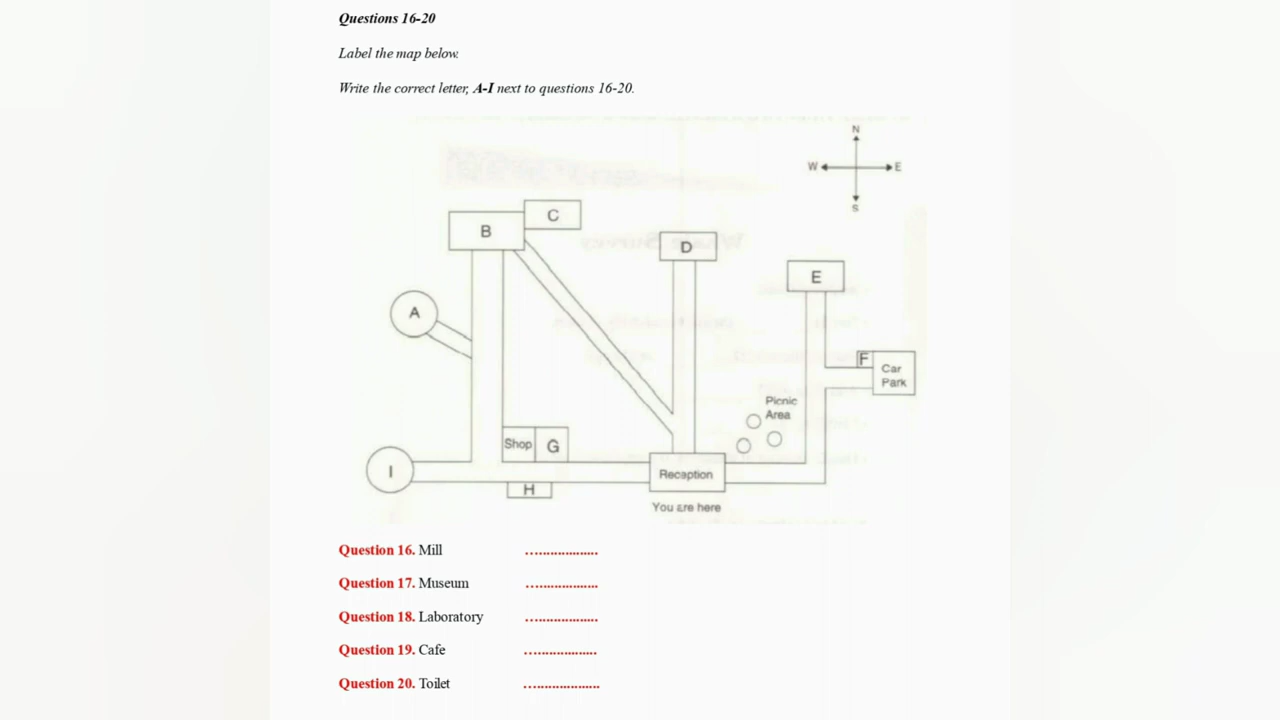 Questions 16-20
Label the map below.
Write the correct letter, A-I next to questions 16-20.
N
W E
S
C
B
D
E
A
F
Car
Park
Picnic
Area
Shop G
I
H
Reception
You are here
Question 16. Mill ....................
Question 17. Museum ....................
Question 18. Laboratory ....................
Question 19. Cafe ....................
Question 20. Toilet ....................